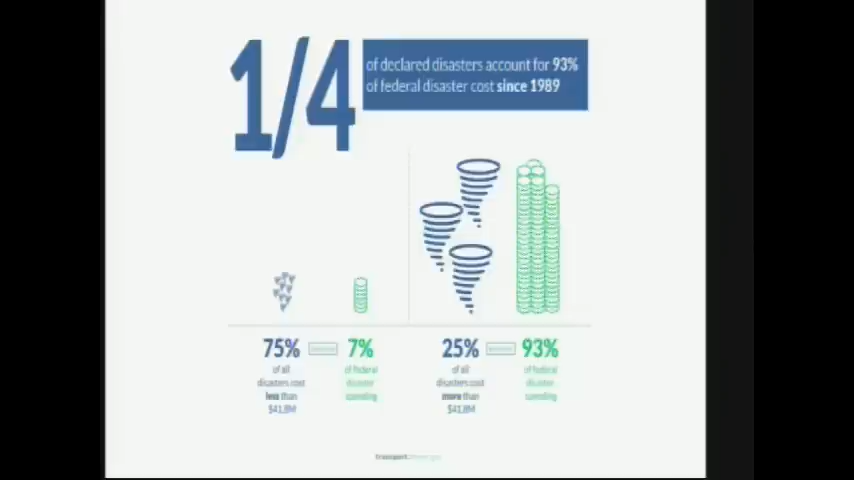 1/4
of declared disasters account for 93%
of federal disaster cost since 1989
75%
7%
of all
disasters cost
less than
$41.8M
of federal
disaster
spending
25%
93%
of all
disasters cost
more than
$41.8M
of federal
disaster
spending